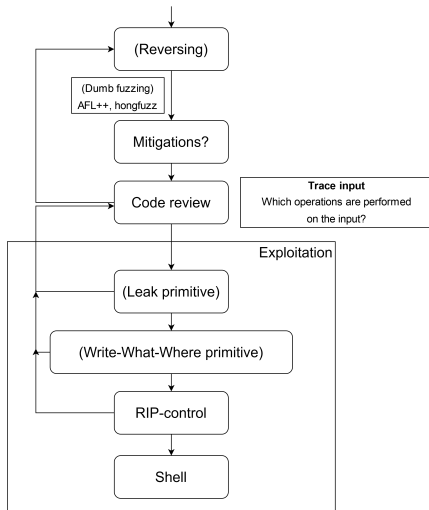 (Reversing)
(Dumb fuzzing)
AFL++, hongfuzz
Mitigations?
Code review
Trace input
Which operations are performed
on the input?
Exploitation
(Leak primitive)
(Write-What-Where primitive)
RIP-control
Shell